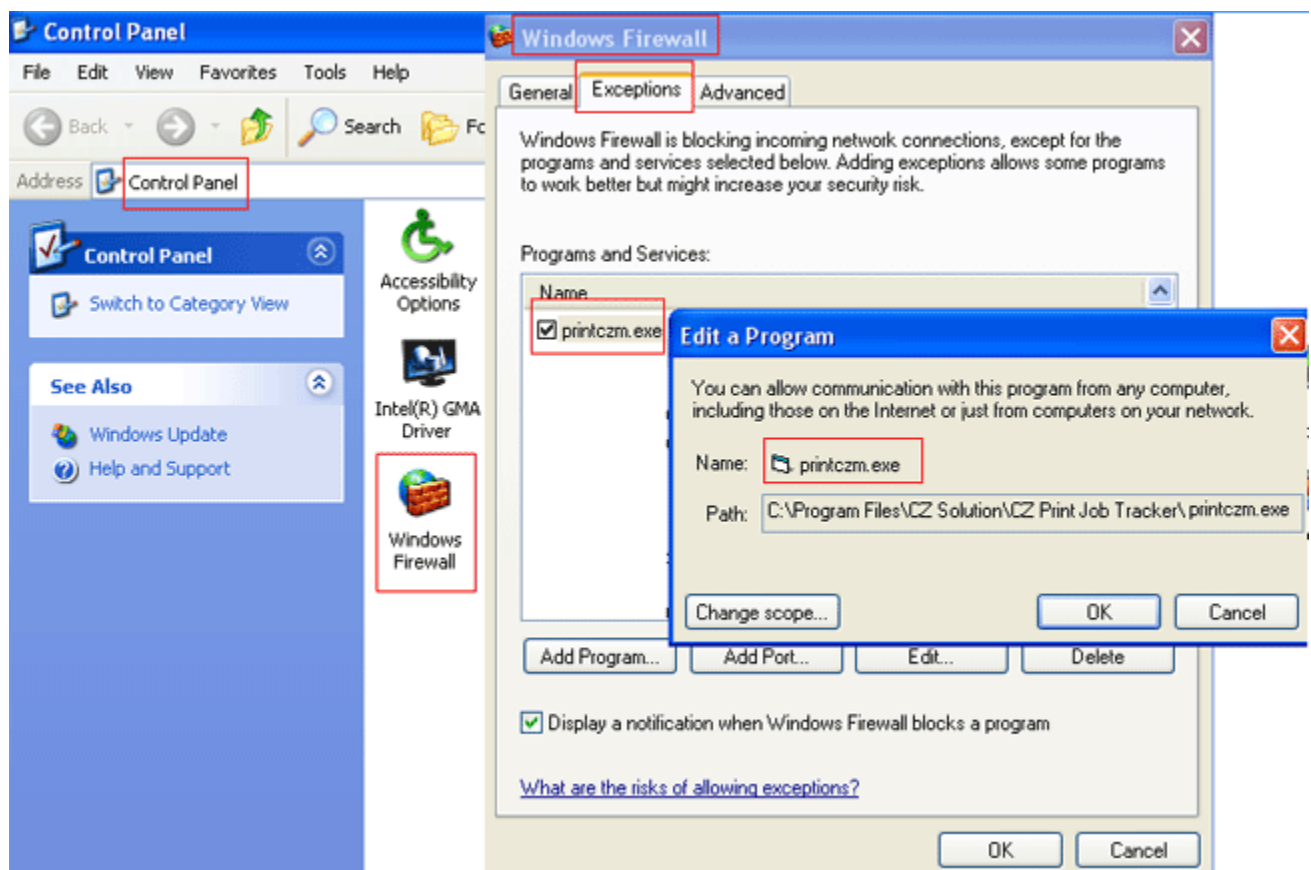 Control Panel
File Edit View Favorites Tools Help
Back Search
Address Control Panel
Control Panel
Switch to Category View
See Also
Windows Update
Help and Support
Accessibility
Options
Intel(R) GMA
Driver
Windows
Firewall
Windows Firewall
General Exceptions Advanced
Windows Firewall is blocking incoming network connections, except for the
programs and services selected below. Adding exceptions allows some programs
to work better but might increase your security risk.
Programs and Services:
Name
printczm.exe
Edit a Program
You can allow communication with this program from any computer,
including those on the Internet or just from computers on your network.
Name: printczm.exe
Path: C:\Program Files\CZ Solution\CZ Print Job Tracker\ printczm.exe
Change scope... OK Cancel
Add Program... Add Port... Edit... Delete
Display a notification when Windows Firewall blocks a program
What are the risks of allowing exceptions?
OK Cancel